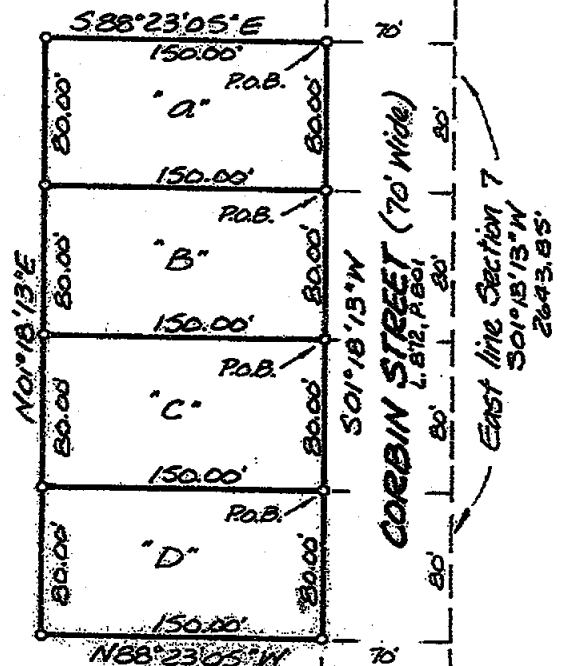 S88°23'05"E
70'
150.00'
P.O.B.
80.00'
"a"
80.00'
80'
150.00'
P.O.B.
80.00'
"B"
80.00'
80'
150.00'
P.O.B.
80.00'
"C"
80.00'
80'
150.00'
P.O.B.
80.00'
"D"
80.00'
80'
150.00'
N88°23'05"W
70'
N01°18'13"E
S01°18'13"W
CORBIN STREET (70' Wide)
L.872, P.801
East line Section 7
S01°18'13"W
2643.85'